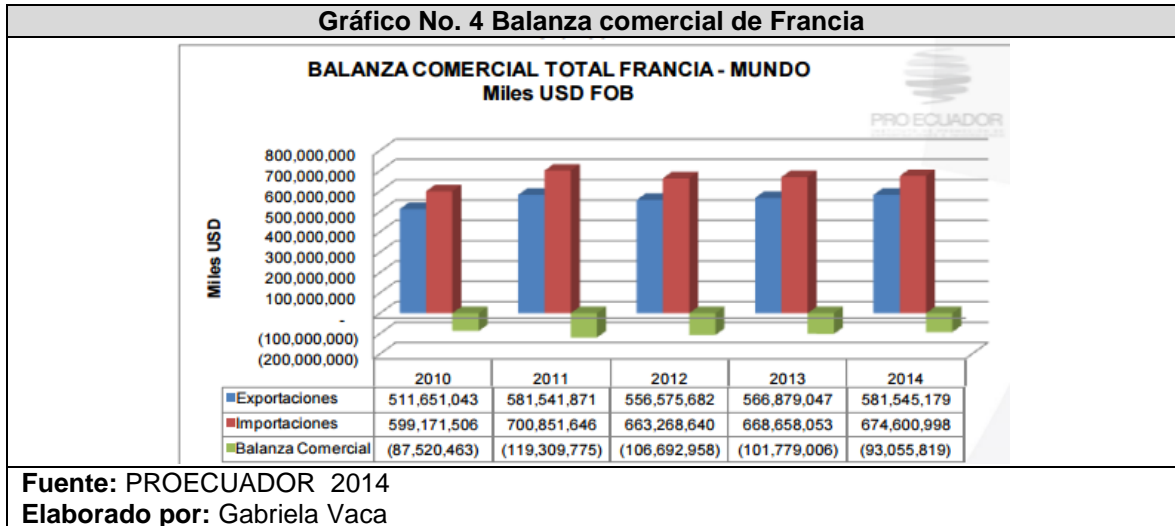 Gráfico No. 4 Balanza comercial de Francia
BALANZA COMERCIAL TOTAL FRANCIA - MUNDO
Miles USD FOB
PRO ECUADOR
Miles USD
800,000,000
700,000,000
600,000,000
500,000,000
400,000,000
300,000,000
200,000,000
100,000,000
-
(100,000,000)
(200,000,000)
2010 2011 2012 2013 2014
Exportaciones 511,651,043 581,541,871 556,575,682 566,879,047 581,545,179
Importaciones 599,171,506 700,851,646 663,268,640 668,658,053 674,600,998
Balanza Comercial (87,520,463) (119,309,775) (106,692,958) (101,779,006) (93,055,819)
Fuente: PROECUADOR 2014
Elaborado por: Gabriela Vaca